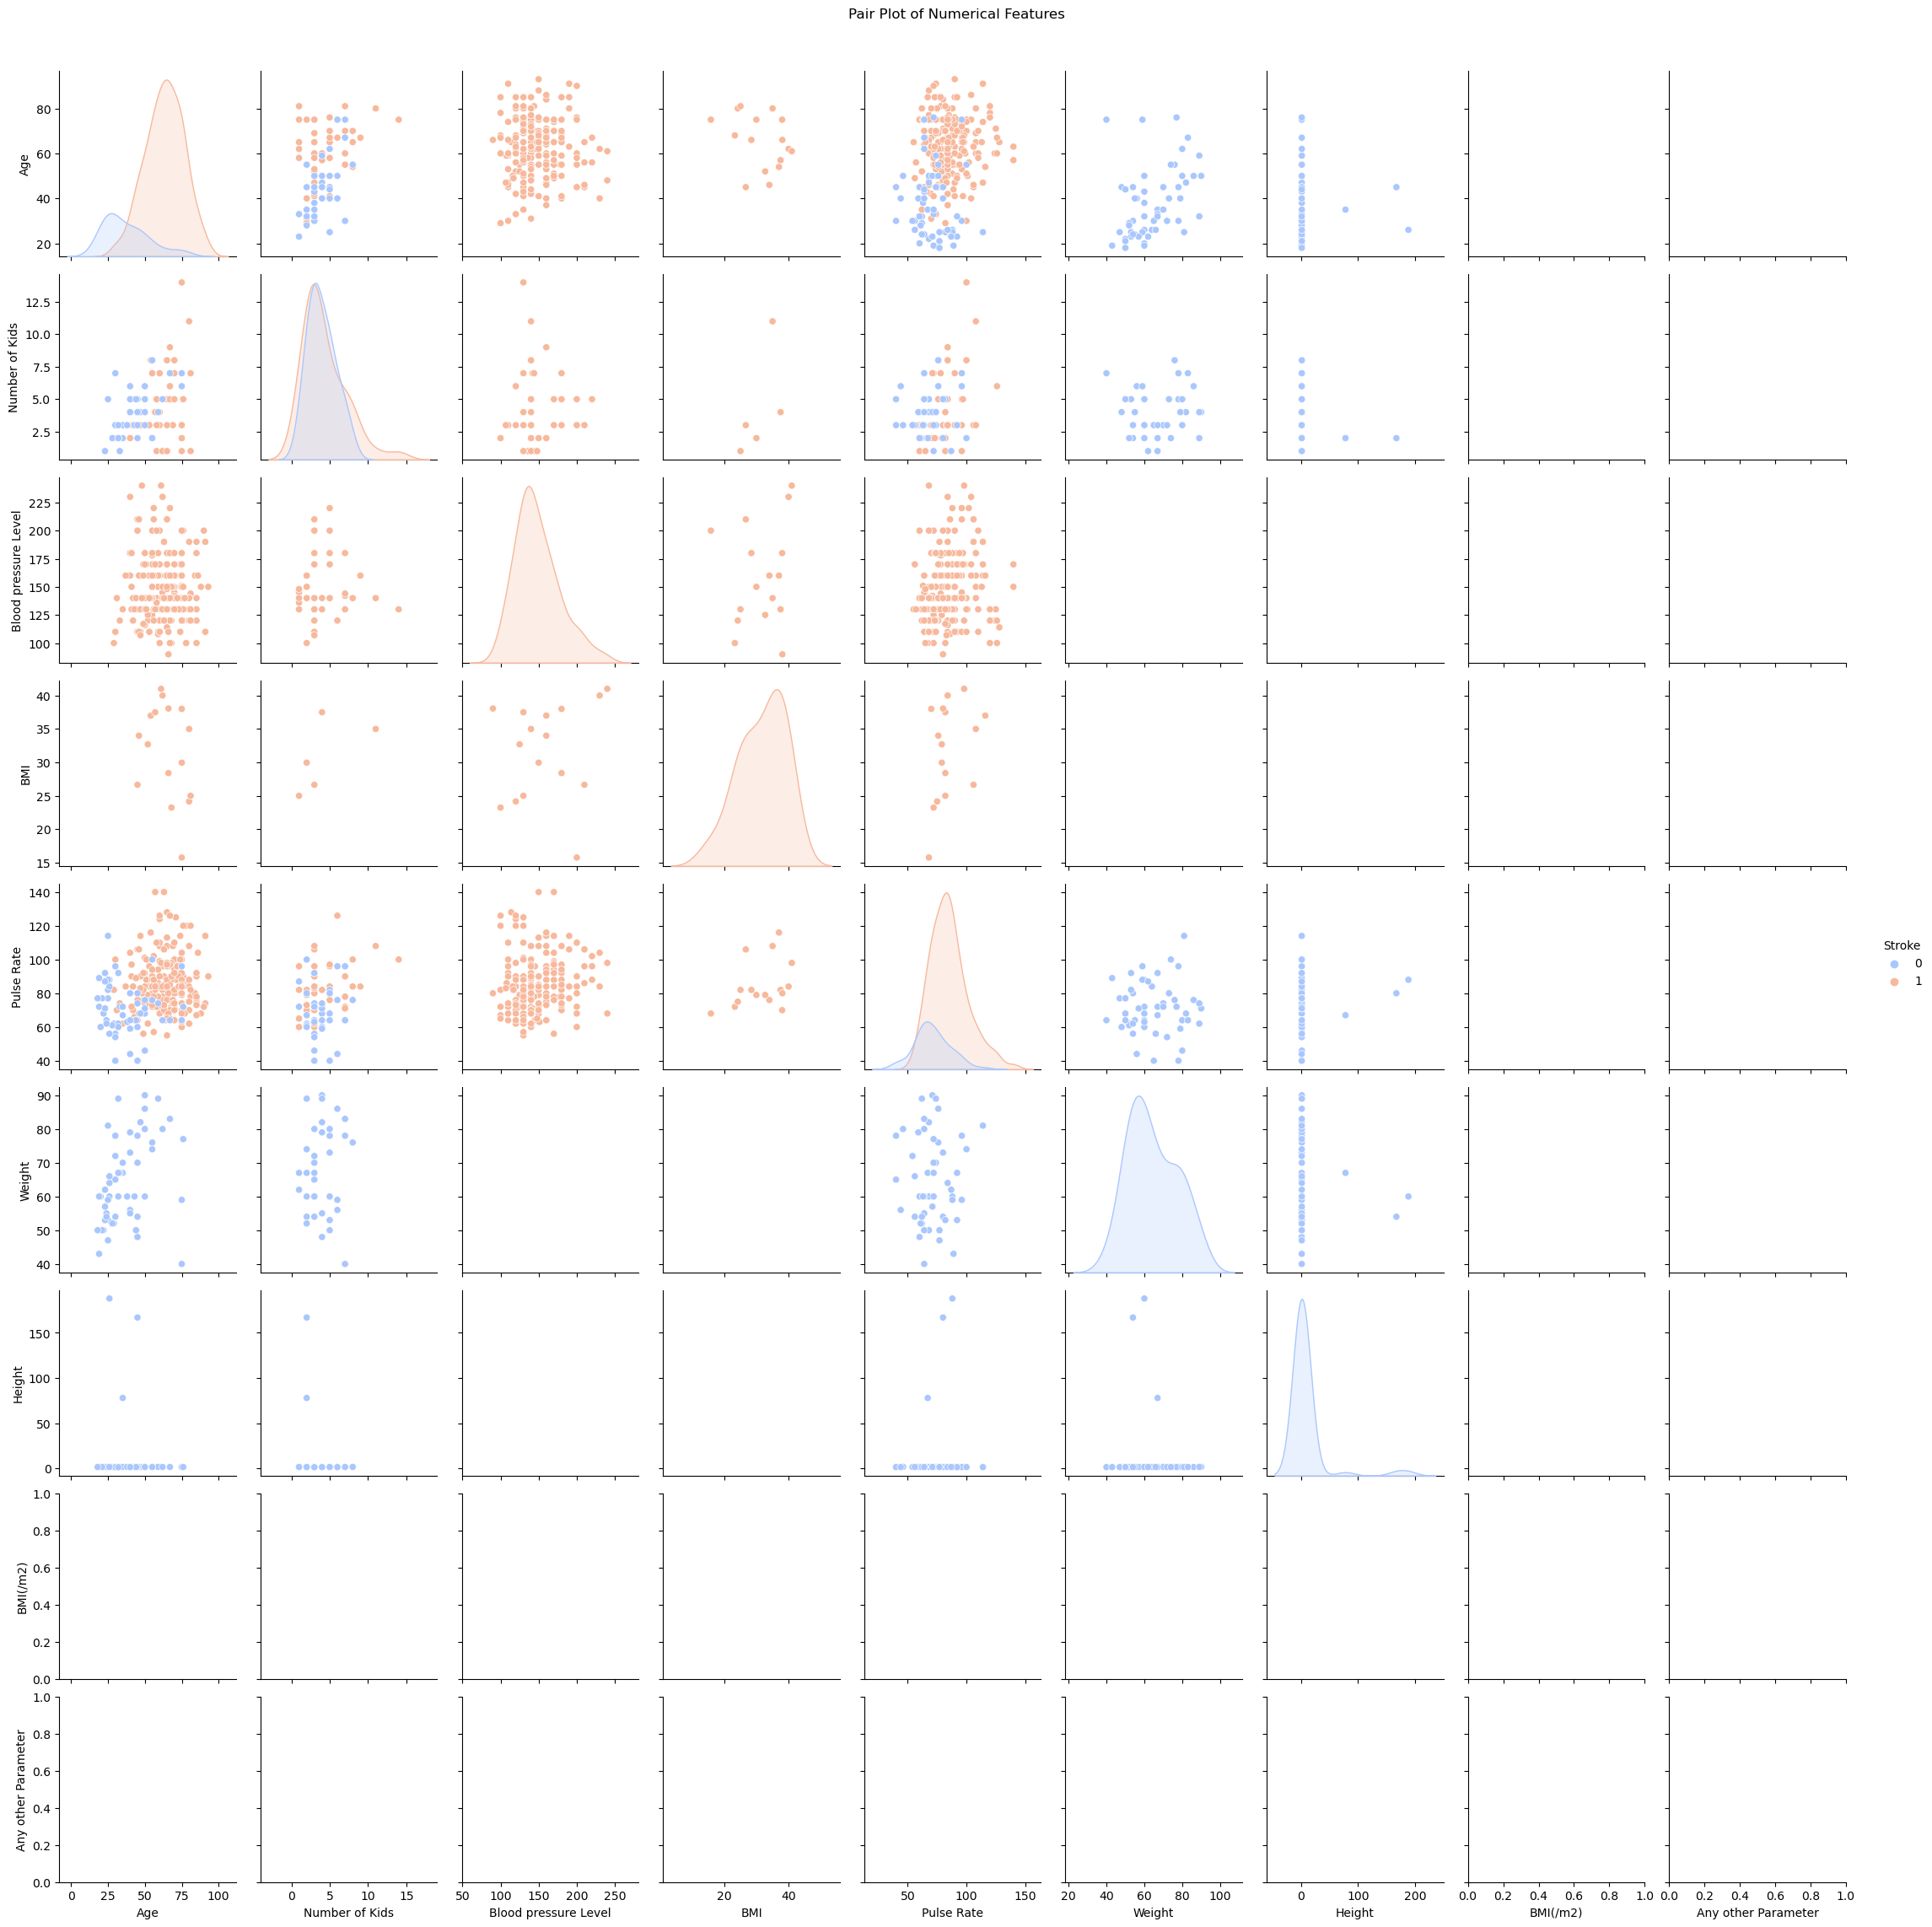 Pair Plot of Numerical Features
Age
80
60
40
20
Number of Kids
12.5
10.0
7.5
5.0
2.5
Blood pressure Level
225
200
175
150
125
100
BMI
40
35
30
25
20
15
Pulse Rate
140
120
100
80
60
40
Stroke
0
1
Weight
90
80
70
60
50
40
Height
150
100
50
0
BMI(/m2)
1.0
0.8
0.6
0.4
0.2
0.0
Any other Parameter
1.0
0.8
0.6
0.4
0.2
0.0
0 25 50 75 100
0 5 10 15
50 100 150 200 250
20 40
50 100 150
20 40 60 80 100
0 100 200
0.0 0.2 0.4 0.6 0.8 1.0
0.0 0.2 0.4 0.6 0.8 1.0
Age
Number of Kids
Blood pressure Level
BMI
Pulse Rate
Weight
Height
BMI(/m2)
Any other Parameter